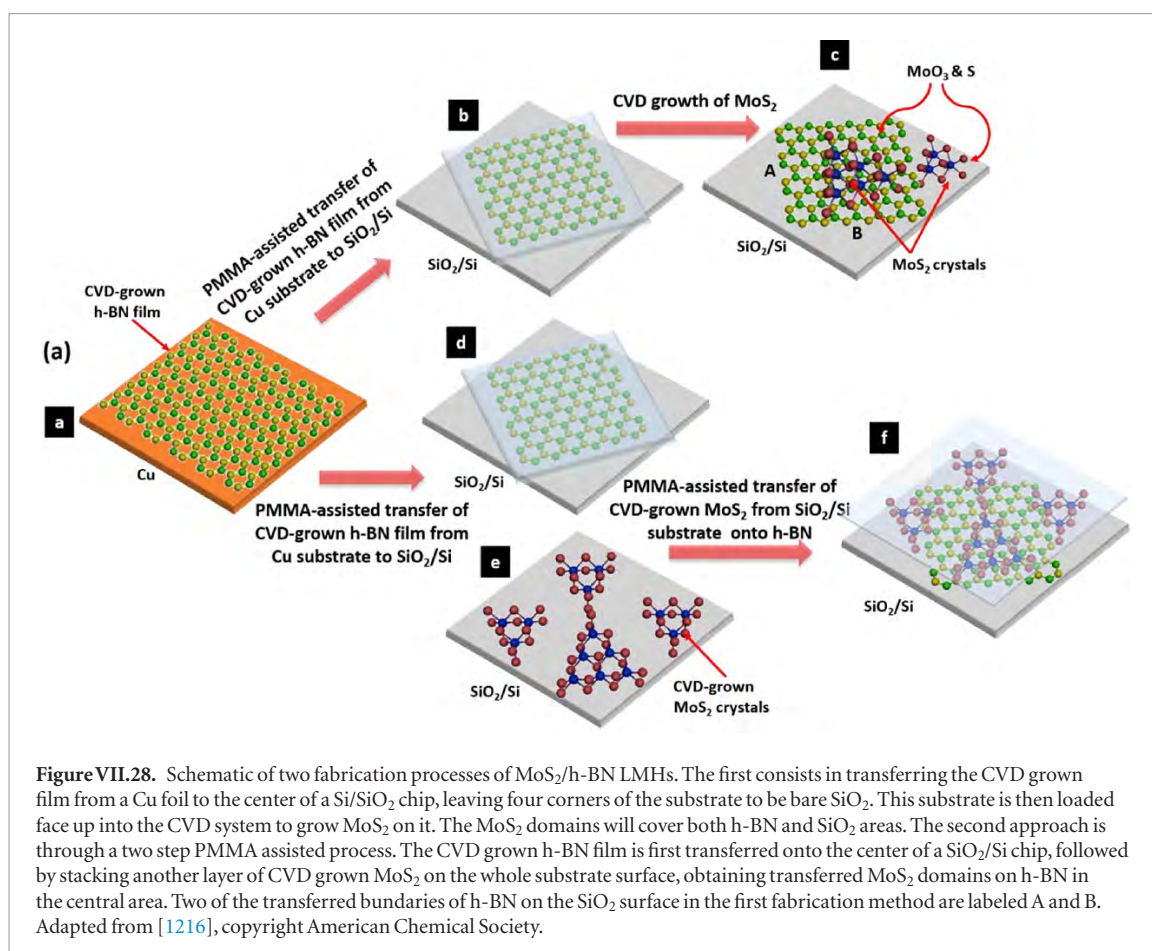 c
MoO₃ & S
b
CVD growth of MoS₂
A
B
SiO₂/Si
SiO₂/Si
MoS₂ crystals
PMMA-assisted transfer of
CVD-grown h-BN film from
Cu substrate to SiO₂/Si
CVD-grown
h-BN film
(a)
a
Cu
d
SiO₂/Si
PMMA-assisted transfer of
CVD-grown h-BN film from
Cu substrate to SiO₂/Si
PMMA-assisted transfer of
CVD-grown MoS₂ from SiO₂/Si
substrate onto h-BN
f
SiO₂/Si
e
SiO₂/Si
CVD-grown
MoS₂ crystals
Figure VII.28. Schematic of two fabrication processes of MoS₂/h-BN LMHs. The first consists in transferring the CVD grown
film from a Cu foil to the center of a Si/SiO₂ chip, leaving four corners of the substrate to be bare SiO₂. This substrate is then loaded
face up into the CVD system to grow MoS₂ on it. The MoS₂ domains will cover both h-BN and SiO₂ areas. The second approach is
through a two step PMMA assisted process. The CVD grown h-BN film is first transferred onto the center of a SiO₂/Si chip, followed
by stacking another layer of CVD grown MoS₂ on the whole substrate surface, obtaining transferred MoS₂ domains on h-BN in
the central area. Two of the transferred bundaries of h-BN on the SiO₂ surface in the first fabrication method are labeled A and B.
Adapted from [1216], copyright American Chemical Society.